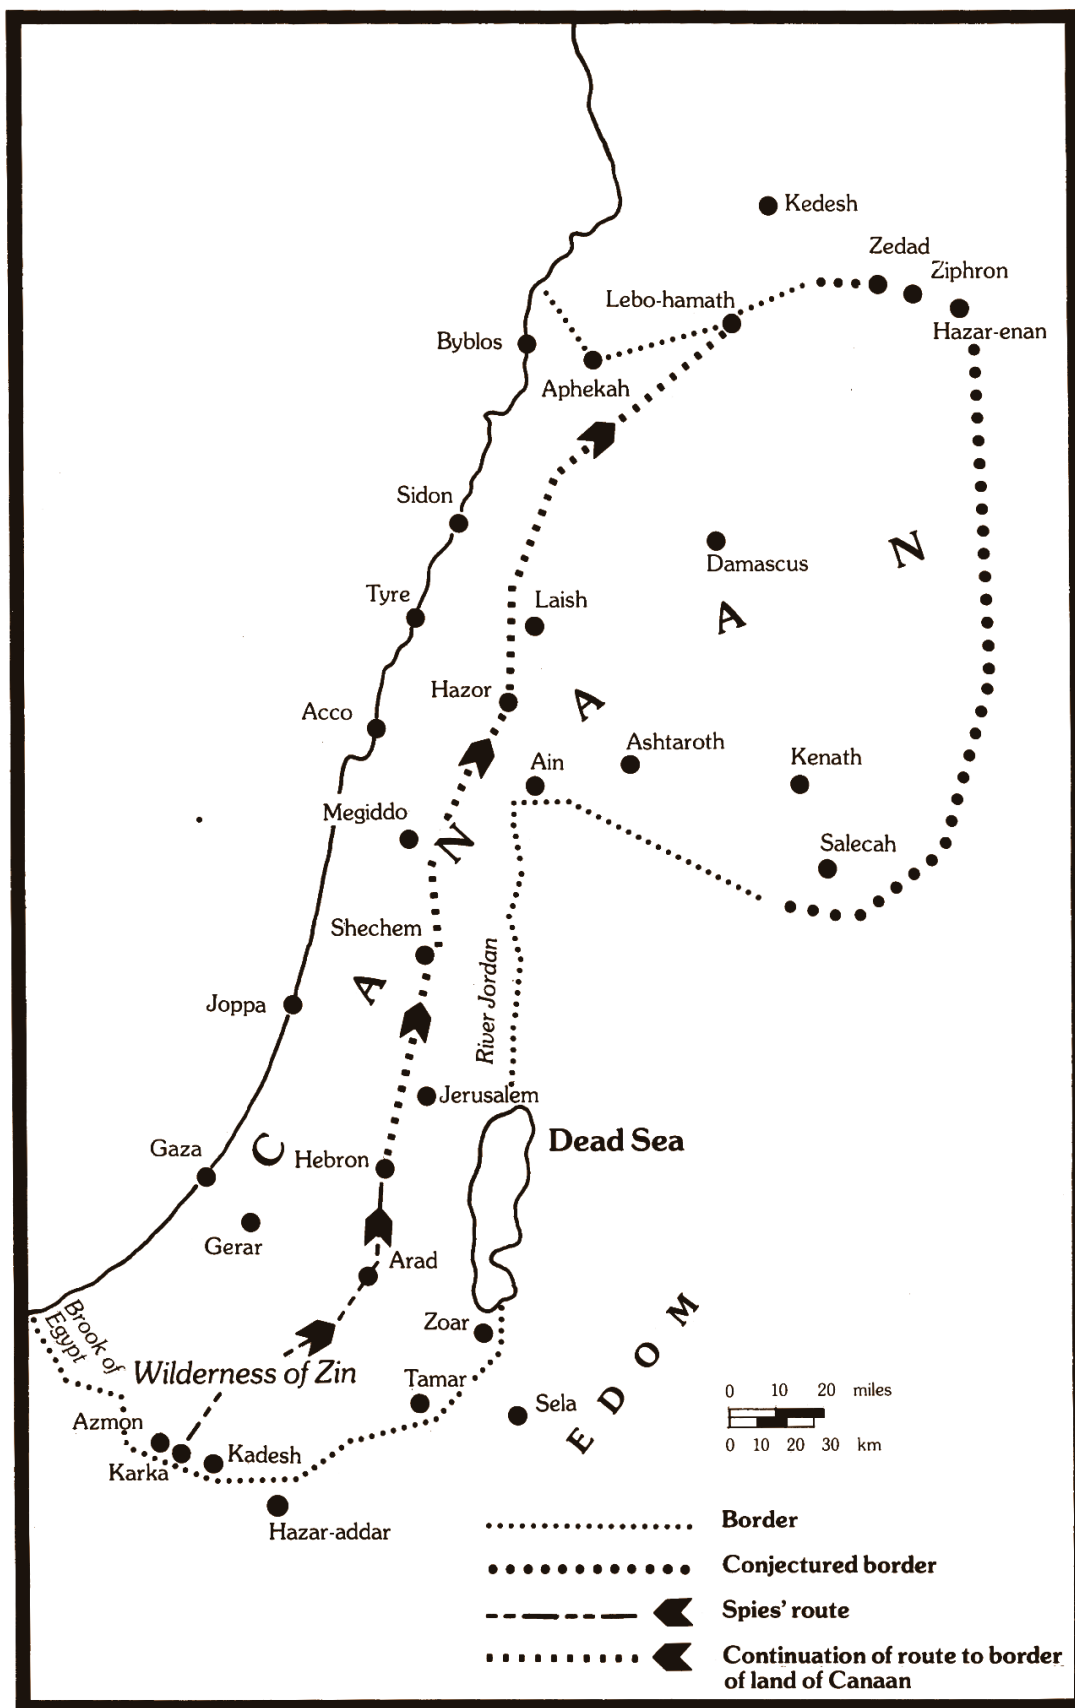 Kedesh
Zedad
Ziphron
Lebo-hamath
Hazar-enan
Byblos
Aphekah
Sidon
Damascus
Tyre
Laish
Hazor
Acco
Ashtaroth
Ain
Kenath
Megiddo
Salecah
Shechem
River Jordan
Joppa
Jerusalem
Dead Sea
Gaza
Hebron
Gerar
Arad
CANAAN
Zoar
Brook of
Egypt
Wilderness of Zin
Tamar
Sela
EDOM
Azmon
Karka
Kadesh
Hazar-addar
0 10 20 miles
0 10 20 30 km
Border
Conjectured border
Spies' route
Continuation of route to border
of land of Canaan